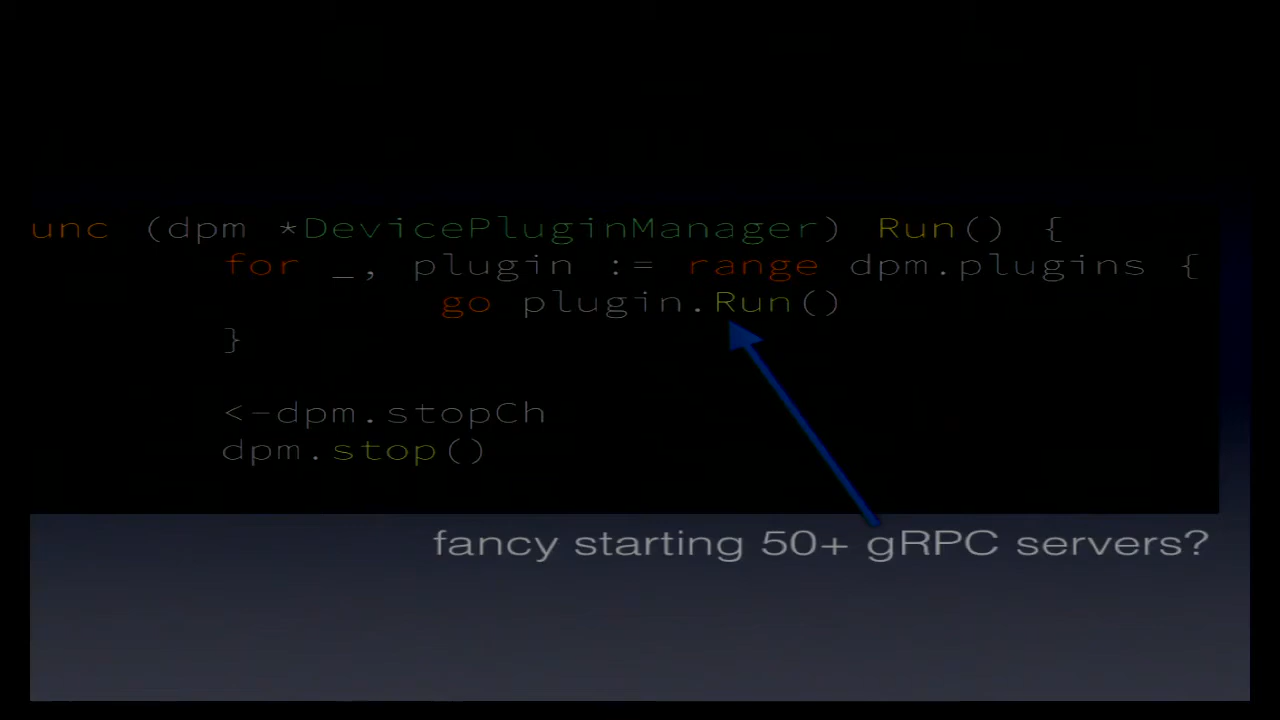 unc (dpm *DevicePluginManager) Run() {
for _, plugin := range dpm.plugins {
go plugin.Run()
}
<-dpm.stopCh
dpm.stop()
fancy starting 50+ gRPC servers?